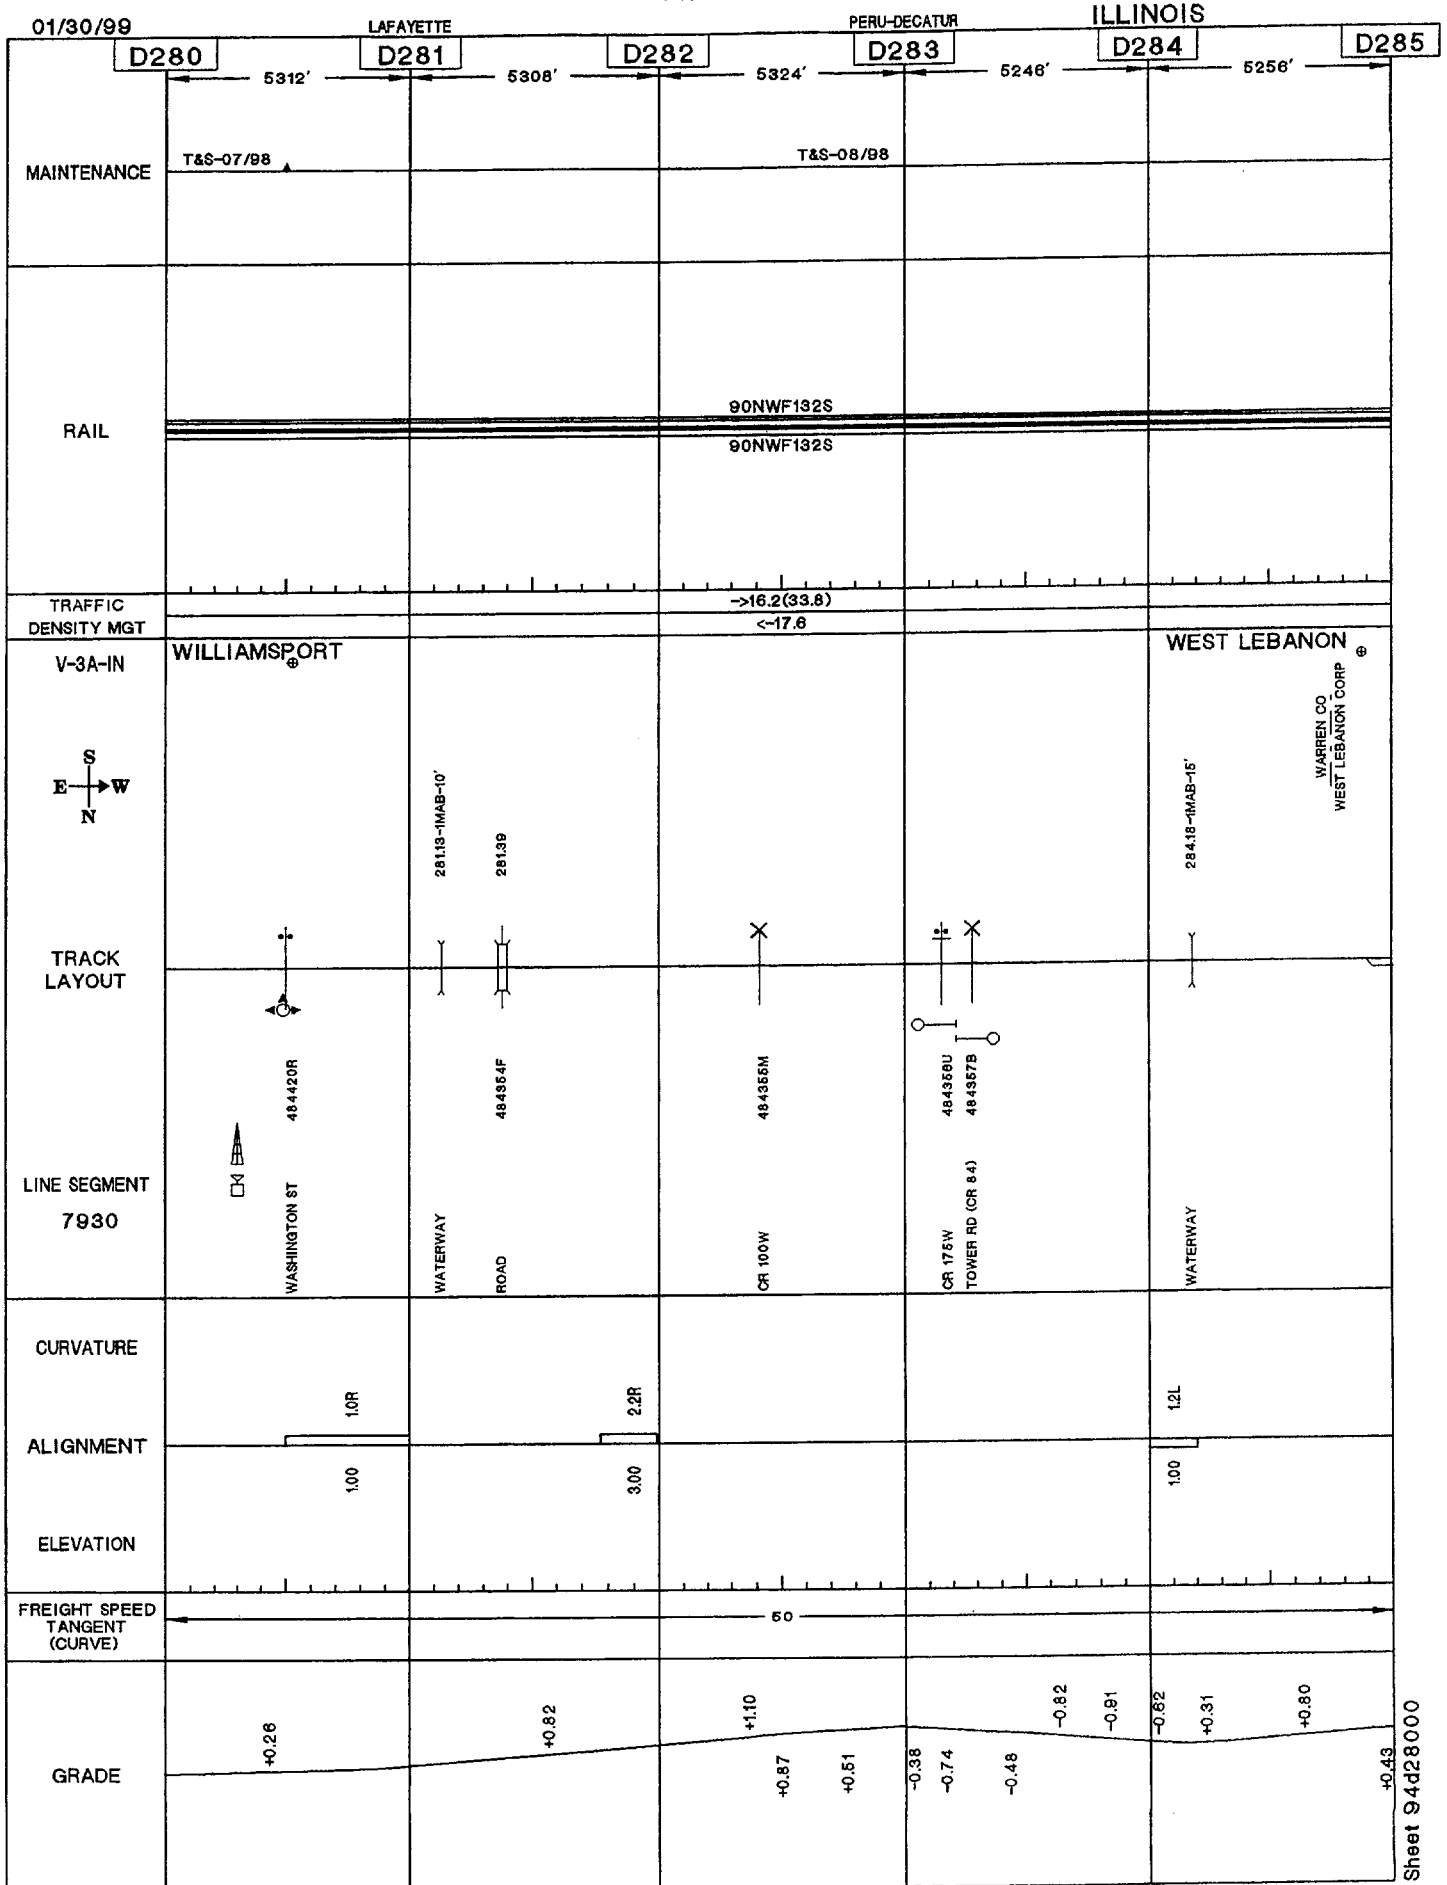 01/30/99
LAFAYETTE
PERU-DECATUR
ILLINOIS
D280
D281
D282
D283
D284
D285
5312'
5308'
5324'
5246'
5256'
MAINTENANCE
T&S-07/98
T&S-08/98
RAIL
90NWF132S
90NWF132S
TRAFFIC
DENSITY MGT
->16.2(33.8)
<-17.6
V-3A-IN
WILLIAMSPORT
WEST LEBANON
WARREN CO
WEST LEBANON CORP
S
E W
N
281.13-1MAB-10'
281.39
284.18-1MAB-15'
TRACK
LAYOUT
A
484420R
484354F
484355M
484357B
LINE SEGMENT
7930
WASHINGTON ST
WATERWAY
ROAD
CR 100W
CR 175W
TOWER RD (CR 84)
WATERWAY
CURVATURE
1.0R
2.2R
1.2L
ALIGNMENT
1.00
3.00
1.00
ELEVATION
FREIGHT SPEED
TANGENT
(CURVE)
GRADE
+0.26
+0.82
+1.10
+0.87
+0.51
-0.38
-0.74
-0.48
-0.82
-0.91
+0.31
+0.80
+0.43
Sheet 94d28000